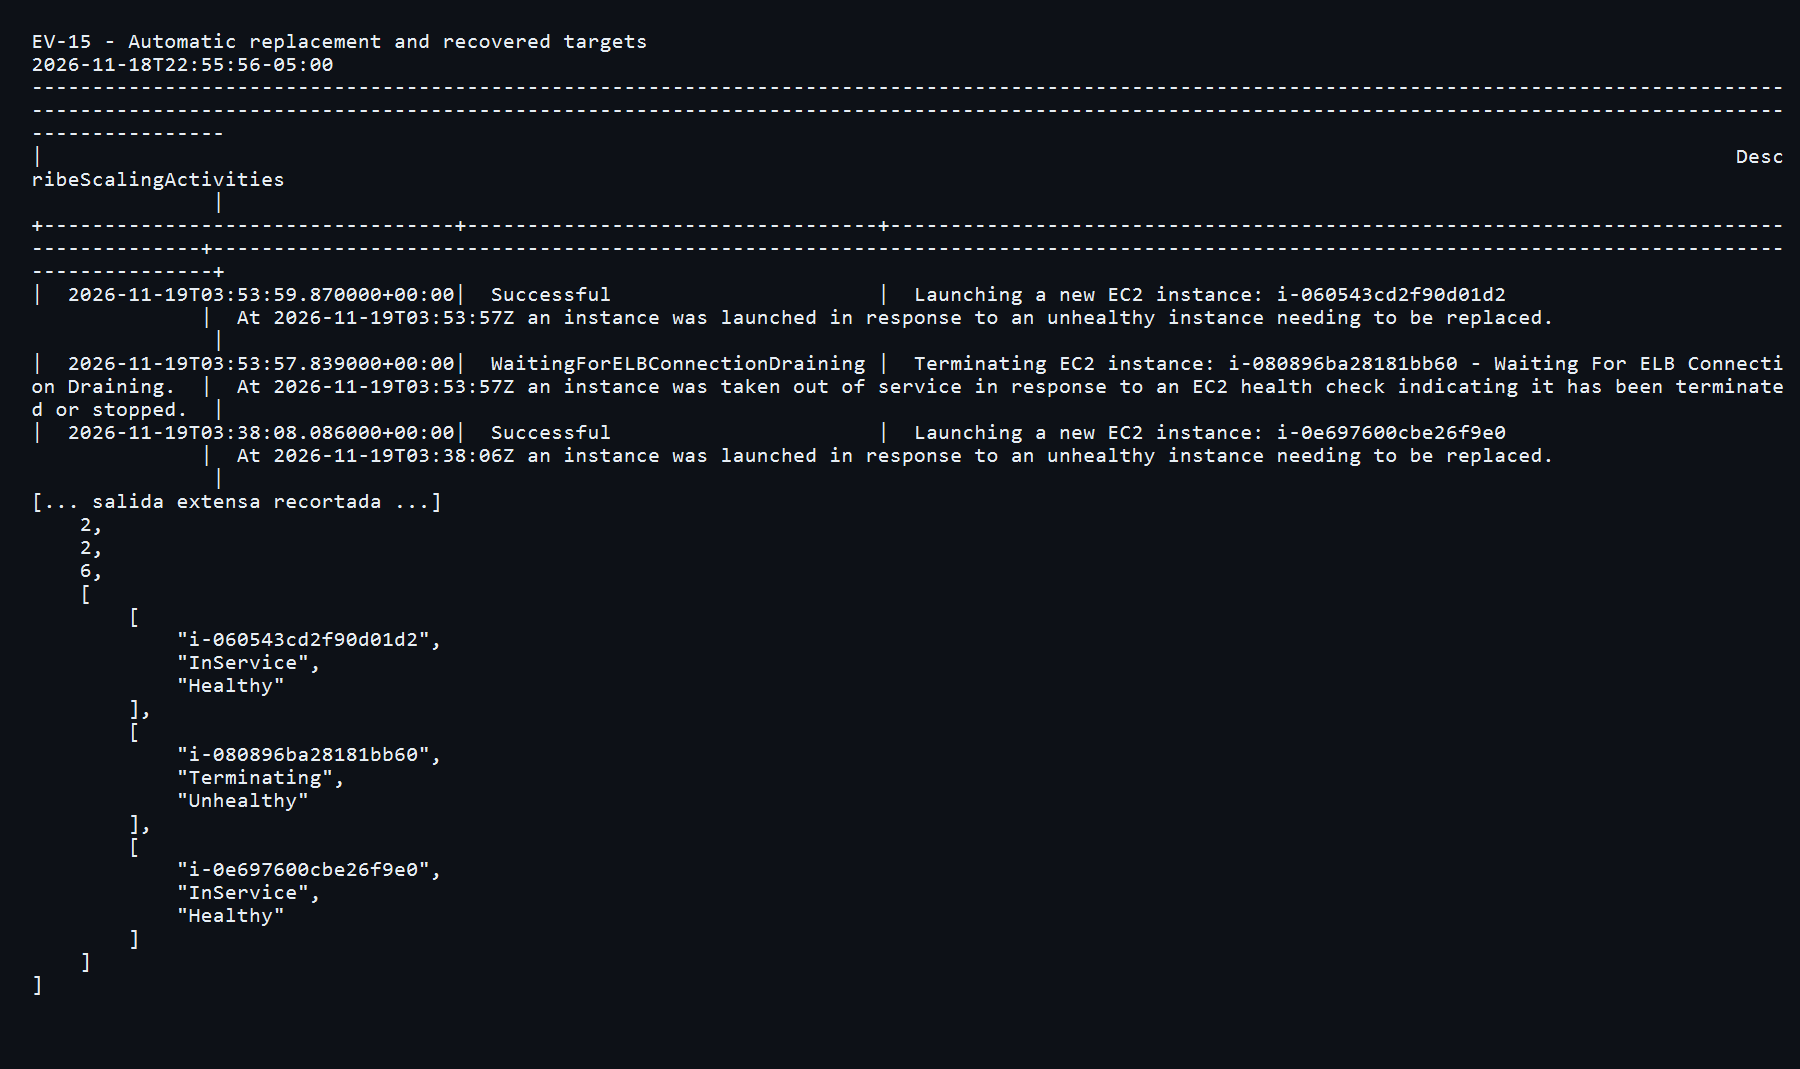 EV-15 - Automatic replacement and recovered targets
2026-11-18T22:55:56-05:00
-------------------------------------------------------------------------------------------------------------------------------------------------
-------------------------------------------------------------------------------------------------------------------------------------------------
----------------
|                                                                                                                                            Desc
ribeScalingActivities
               |
+----------------------------------+----------------------------------+--------------------------------------------------------------------------
--------------+----------------------------------------------------------------------------------------------------------------------------------
---------------+
|  2026-11-19T03:53:59.870000+00:00|  Successful                      |  Launching a new EC2 instance: i-060543cd2f90d01d2
              |  At 2026-11-19T03:53:57Z an instance was launched in response to an unhealthy instance needing to be replaced.
               |
|  2026-11-19T03:53:57.839000+00:00|  WaitingForELBConnectionDraining |  Terminating EC2 instance: i-080896ba28181bb60 - Waiting For ELB Connecti
on Draining.  |  At 2026-11-19T03:53:57Z an instance was taken out of service in response to an EC2 health check indicating it has been terminate
d or stopped.  |
|  2026-11-19T03:38:08.086000+00:00|  Successful                      |  Launching a new EC2 instance: i-0e697600cbe26f9e0
              |  At 2026-11-19T03:38:06Z an instance was launched in response to an unhealthy instance needing to be replaced.
               |
[... salida extensa recortada ...]
    2,
    2,
    6,
    [
        [
            "i-060543cd2f90d01d2",
            "InService",
            "Healthy"
        ],
        [
            "i-080896ba28181bb60",
            "Terminating",
            "Unhealthy"
        ],
        [
            "i-0e697600cbe26f9e0",
            "InService",
            "Healthy"
        ]
    ]
]